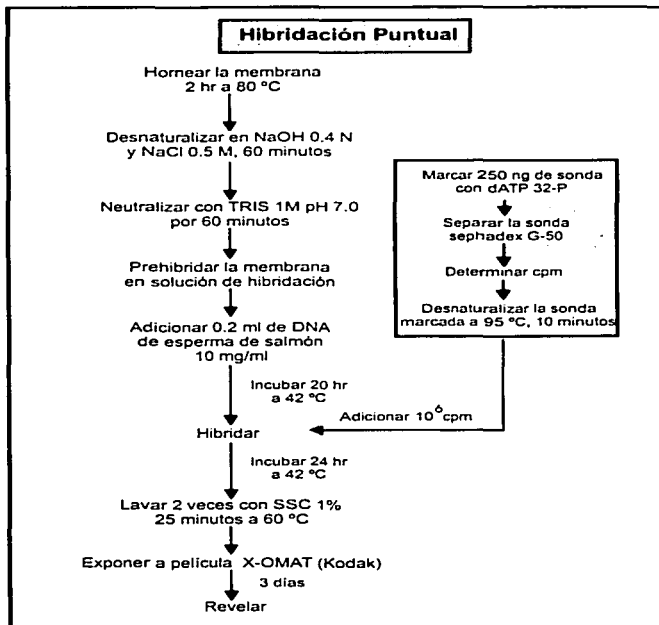 Hibridación Puntual
Hornear la membrana
2 hr a 80 °C
Desnaturalizar en NaOH 0.4 N
y NaCl 0.5 M, 60 minutos
Neutralizar con TRIS 1M pH 7.0
por 60 minutos
Prehibridar la membrana
en solución de hibridación
Adicionar 0.2 ml de DNA
de esperma de salmón
10 mg/ml
Incubar 20 hr
a 42 °C
Hibridar
Incubar 24 hr
a 42 °C
Lavar 2 veces con SSC 1%
25 minutos a 60 °C
Exponer a película X-OMAT (Kodak)
3 días
Revelar
Marcar 250 ng de sonda
con dATP 32-P
Separar la sonda
sephadex G-50
Determinar cpm
Desnaturalizar la sonda
marcada a 95 °C, 10 minutos
Adicionar 10⁶ cpm